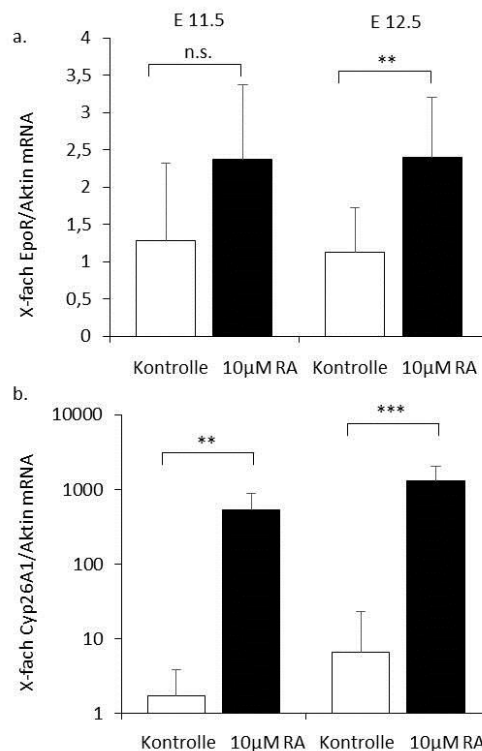 E 11.5 E 12.5
a.
4
3,5
3
2,5
2
1,5
1
0,5
0
n.s. **
X-fach EpoR/Aktin mRNA
Kontrolle 10µM RA Kontrolle 10µM RA
b.
10000
1000
100
10
1
** ***
X-fach Cyp26A1/Aktin mRNA
Kontrolle 10µM RA Kontrolle 10µM RA